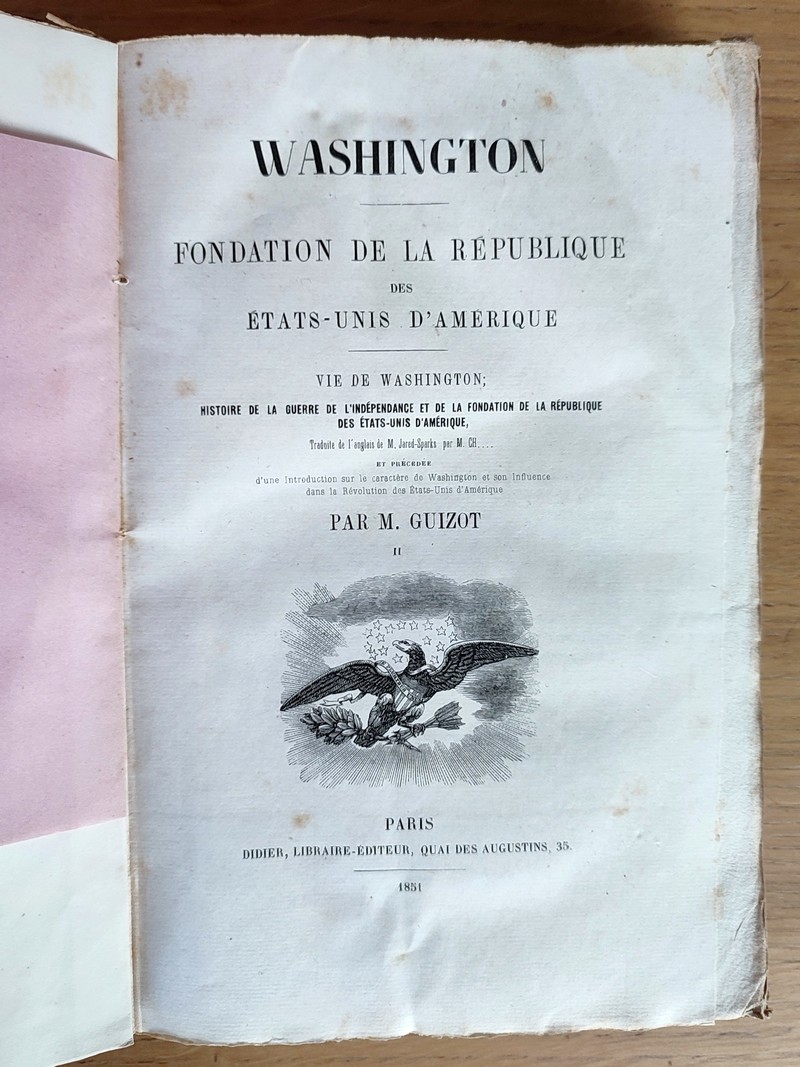 WASHINGTON
FONDATION DE LA RÉPUBLIQUE
DES
ÉTATS-UNIS D'AMÉRIQUE
VIE DE WASHINGTON;
HISTOIRE DE LA GUERRE DE L'INDÉPENDANCE ET DE LA FONDATION DE LA RÉPUBLIQUE
DES ÉTATS-UNIS D'AMÉRIQUE,
Traduite de l'anglais de M. Jared-Sparks par M. CH....
ET PRÉCÉDÉE
d'une Introduction sur le caractère de Washington et son Influence
dans la Révolution des États-Unis d'Amérique
PAR M. GUIZOT
II
PARIS
DIDIER, LIBRAIRE-ÉDITEUR, QUAI DES AUGUSTINS, 35.
1851